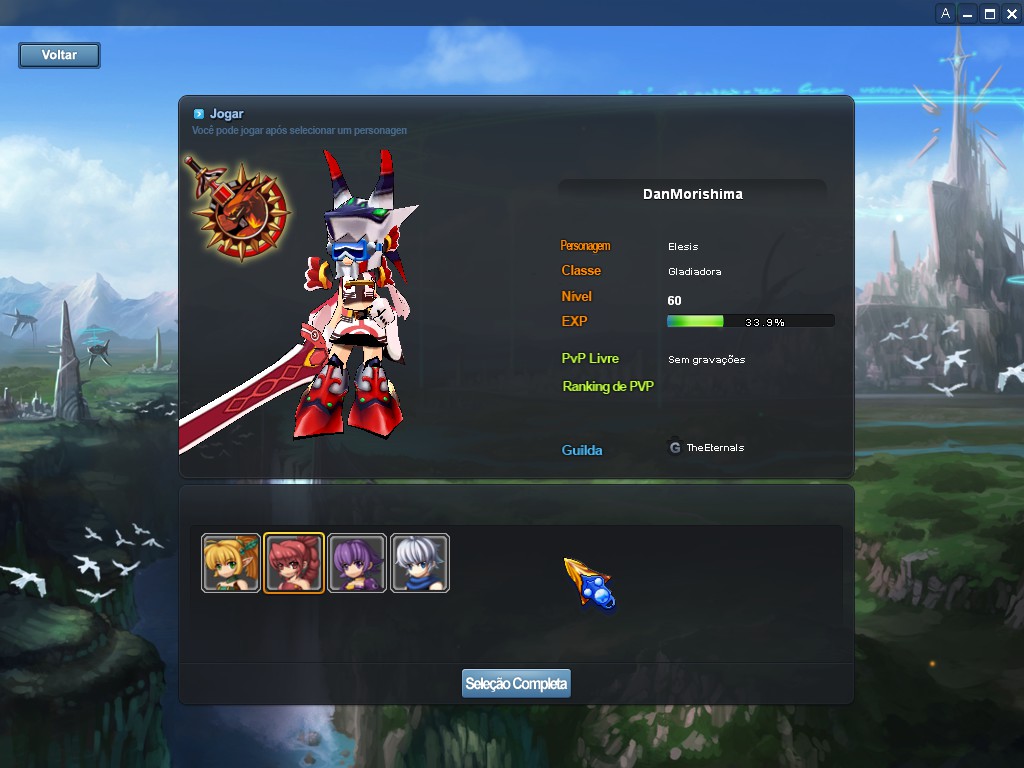 A
Voltar
Jogar
Você pode jogar após selecionar um personagen
DanMorishima
Personagem Elesis
Classe Gladiadora
Nível 60
EXP 33.9%
PvP Livre Sem gravações
Ranking de PVP
Guilda G TheEternals
Seleção Completa